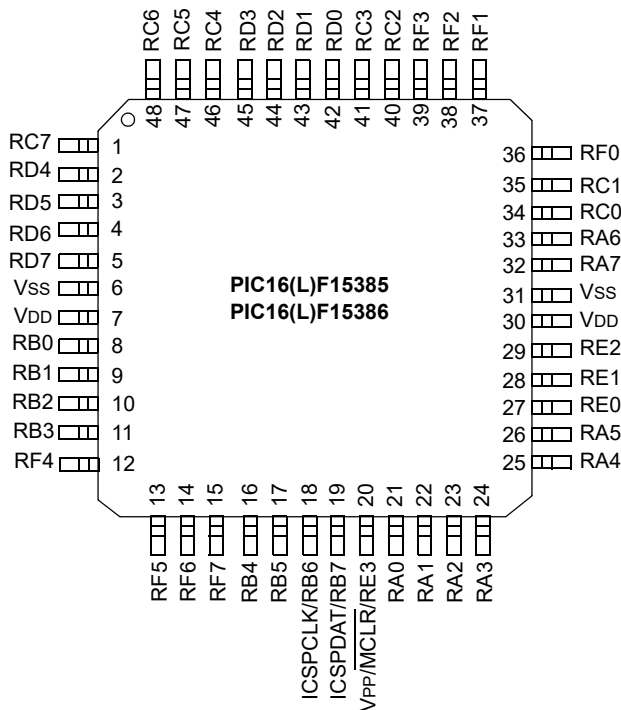 RC6 RC5 RC4 RD3 RD2 RD1 RD0 RC3 RC2 RF3 RF2 RF1
48 47 46 45 44 43 42 41 40 39 38 37
RC7 1
RD4 2
RD5 3
RD6 4
RD7 5
VSS 6
VDD 7
RB0 8
RB1 9
RB2 10
RB3 11
RF4 12
PIC16(L)F15385
PIC16(L)F15386
36 RF0
35 RC1
34 RC0
33 RA6
32 RA7
31 VSS
30 VDD
29 RE2
28 RE1
27 RE0
26 RA5
25 RA4
13 14 15 16 17 18 19 20 21 22 23 24
RF5 RF6 RF7 RB4 RB5 ICSPCLK/RB6 ICSPDAT/RB7 VPP/MCLR/RE3 RA0 RA1 RA2 RA3